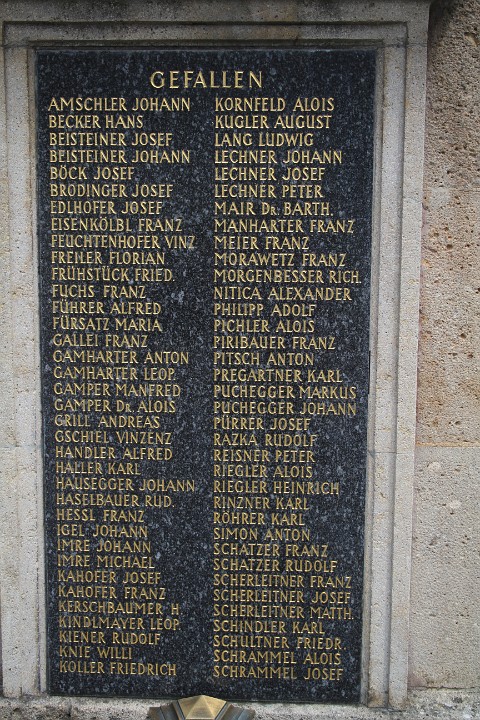 GEFALLEN
AMSCHLER JOHANN
BECKER HANS
BEISTEINER JOSEF
BEISTEINER JOHANN
BÖCK JOSEF
BRODINGER JOSEF
EDLHOFER JOSEF
EISENKÖLBL FRANZ
FEUCHTENHOFER VINZ.
FREILER FLORIAN
FRÜHSTÜCK FRIED.
FUCHS FRANZ
FÜHRER ALFRED
FÜRSATZ MARIA
GALLEI FRANZ
GAMHARTER ANTON
GAMHARTER LEOP.
GAMPER MANFRED
GAMPER DR. ALOIS
GRILL ANDREAS
GSCHIEL VINZENZ
HANDLER ALFRED
HALLER KARL
HAUSEGGER JOHANN
HASELBAUER RUD.
HESSL FRANZ
IGEL JOHANN
IMRE JOHANN
IMRE MICHAEL
KAHOFER JOSEF
KAHOFER FRANZ
KERSCHBAUMER H.
KINDLMAYER LEOP.
KIENER RUDOLF
KNIE WILLI
KOLLER FRIEDRICH
KORNFELD ALOIS
KUGLER AUGUST
LANG LUDWIG
LECHNER JOHANN
LECHNER JOSEF
LECHNER PETER
MAIR DR. BARTH.
MANHARTER FRANZ
MEIER FRANZ
MORAWETZ FRANZ
MORGENBESSER RICH.
NITICA ALEXANDER
PHILIPP ADOLF
PICHLER ALOIS
PIRIBAUER FRANZ
PITSCH ANTON
PREGARTNER KARL
PUCHEGGER MARKUS
PUCHEGGER JOHANN
PÜRRER JOSEF
RAZKA RUDOLF
REISNER PETER
RIEGLER ALOIS
RIEGLER HEINRICH
RINZNER KARL
RÖHRER KARL
SIMON ANTON
SCHATZER FRANZ
SCHATZER RUDOLF
SCHERLEITNER FRANZ
SCHERLEITNER JOSEF
SCHERLEITNER MATTH.
SCHINDLER KARL
SCHULTNER FRIEDR.
SCHRAMMEL ALOIS
SCHRAMMEL JOSEF